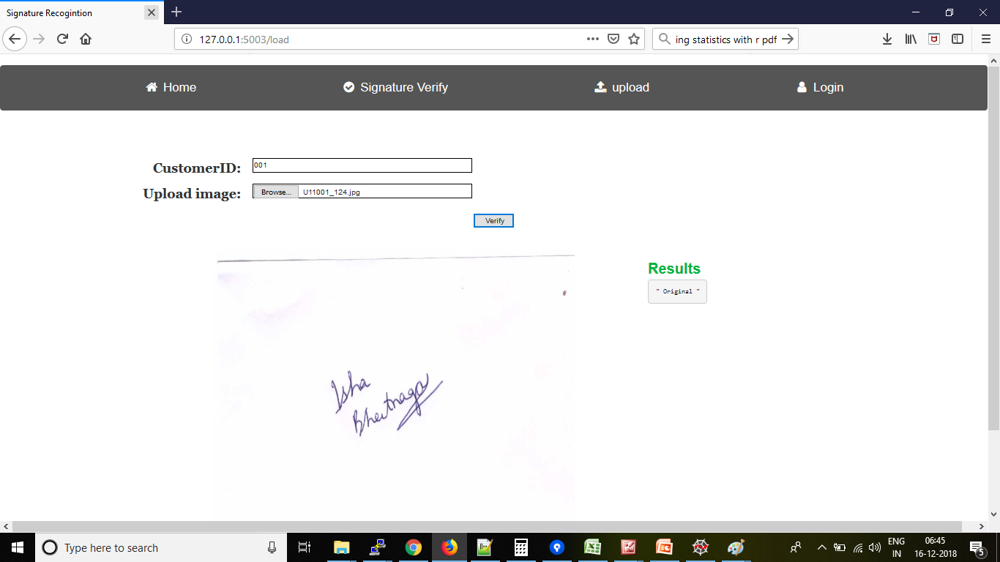 Signature Recogintion
127.0.0.1:5003/load
ing statistics with r pdf
Home
Signature Verify
upload
Login
CustomerID:
001
Upload image:
Browse...
U11001_124.jpg
Verify
Results
" Original "
Isha
Bhatnagar
Type here to search
ENG
IN
06:45
16-12-2018
5